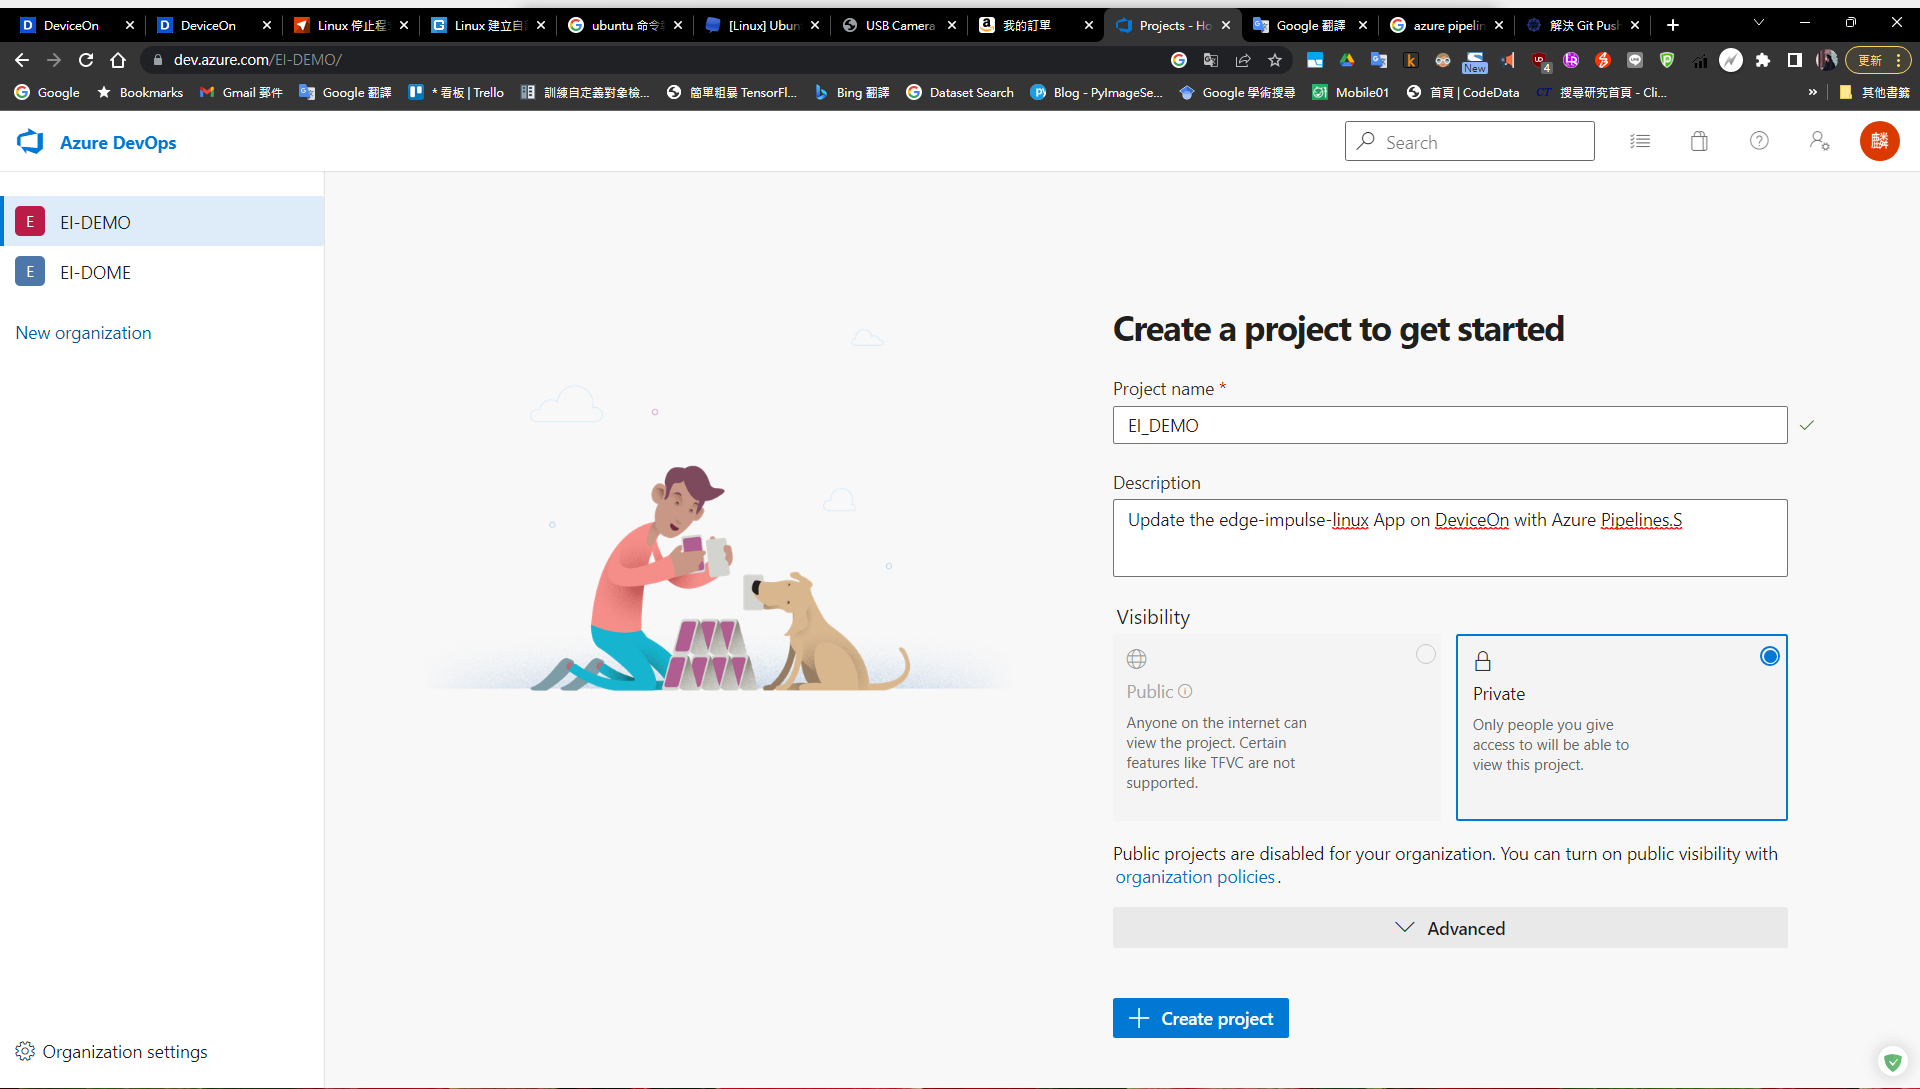 DeviceOn
DeviceOn
Linux 停止程
Linux 建立自
ubuntu 命令
[Linux] Ubun
USB Camera
我的訂單
Projects - Ho
Google 翻譯
azure pipelin
解決 Git Push
dev.azure.com/EI-DEMO/
New
4
更新
Google
Bookmarks
Gmail 郵件
Google 翻譯
* 看板 | Trello
訓練自定義對象檢...
簡單粗暴 TensorFl...
Bing 翻譯
Dataset Search
Blog - PyImageSe...
Google 學術搜尋
Mobile01
首頁 | CodeData
CT 搜尋研究首頁 - Cli...
»
其他書籤
Azure DevOps
Search
麟
E EI-DEMO
E EI-DOME
New organization
Create a project to get started
Project name *
EI_DEMO
Description
Update the edge-impulse-linux App on DeviceOn with Azure Pipelines.S
Visibility
Public
Anyone on the internet can
view the project. Certain
features like TFVC are not
supported.
Private
Only people you give
access to will be able to
view this project.
Public projects are disabled for your organization. You can turn on public visibility with
organization policies.
Advanced
Create project
Organization settings